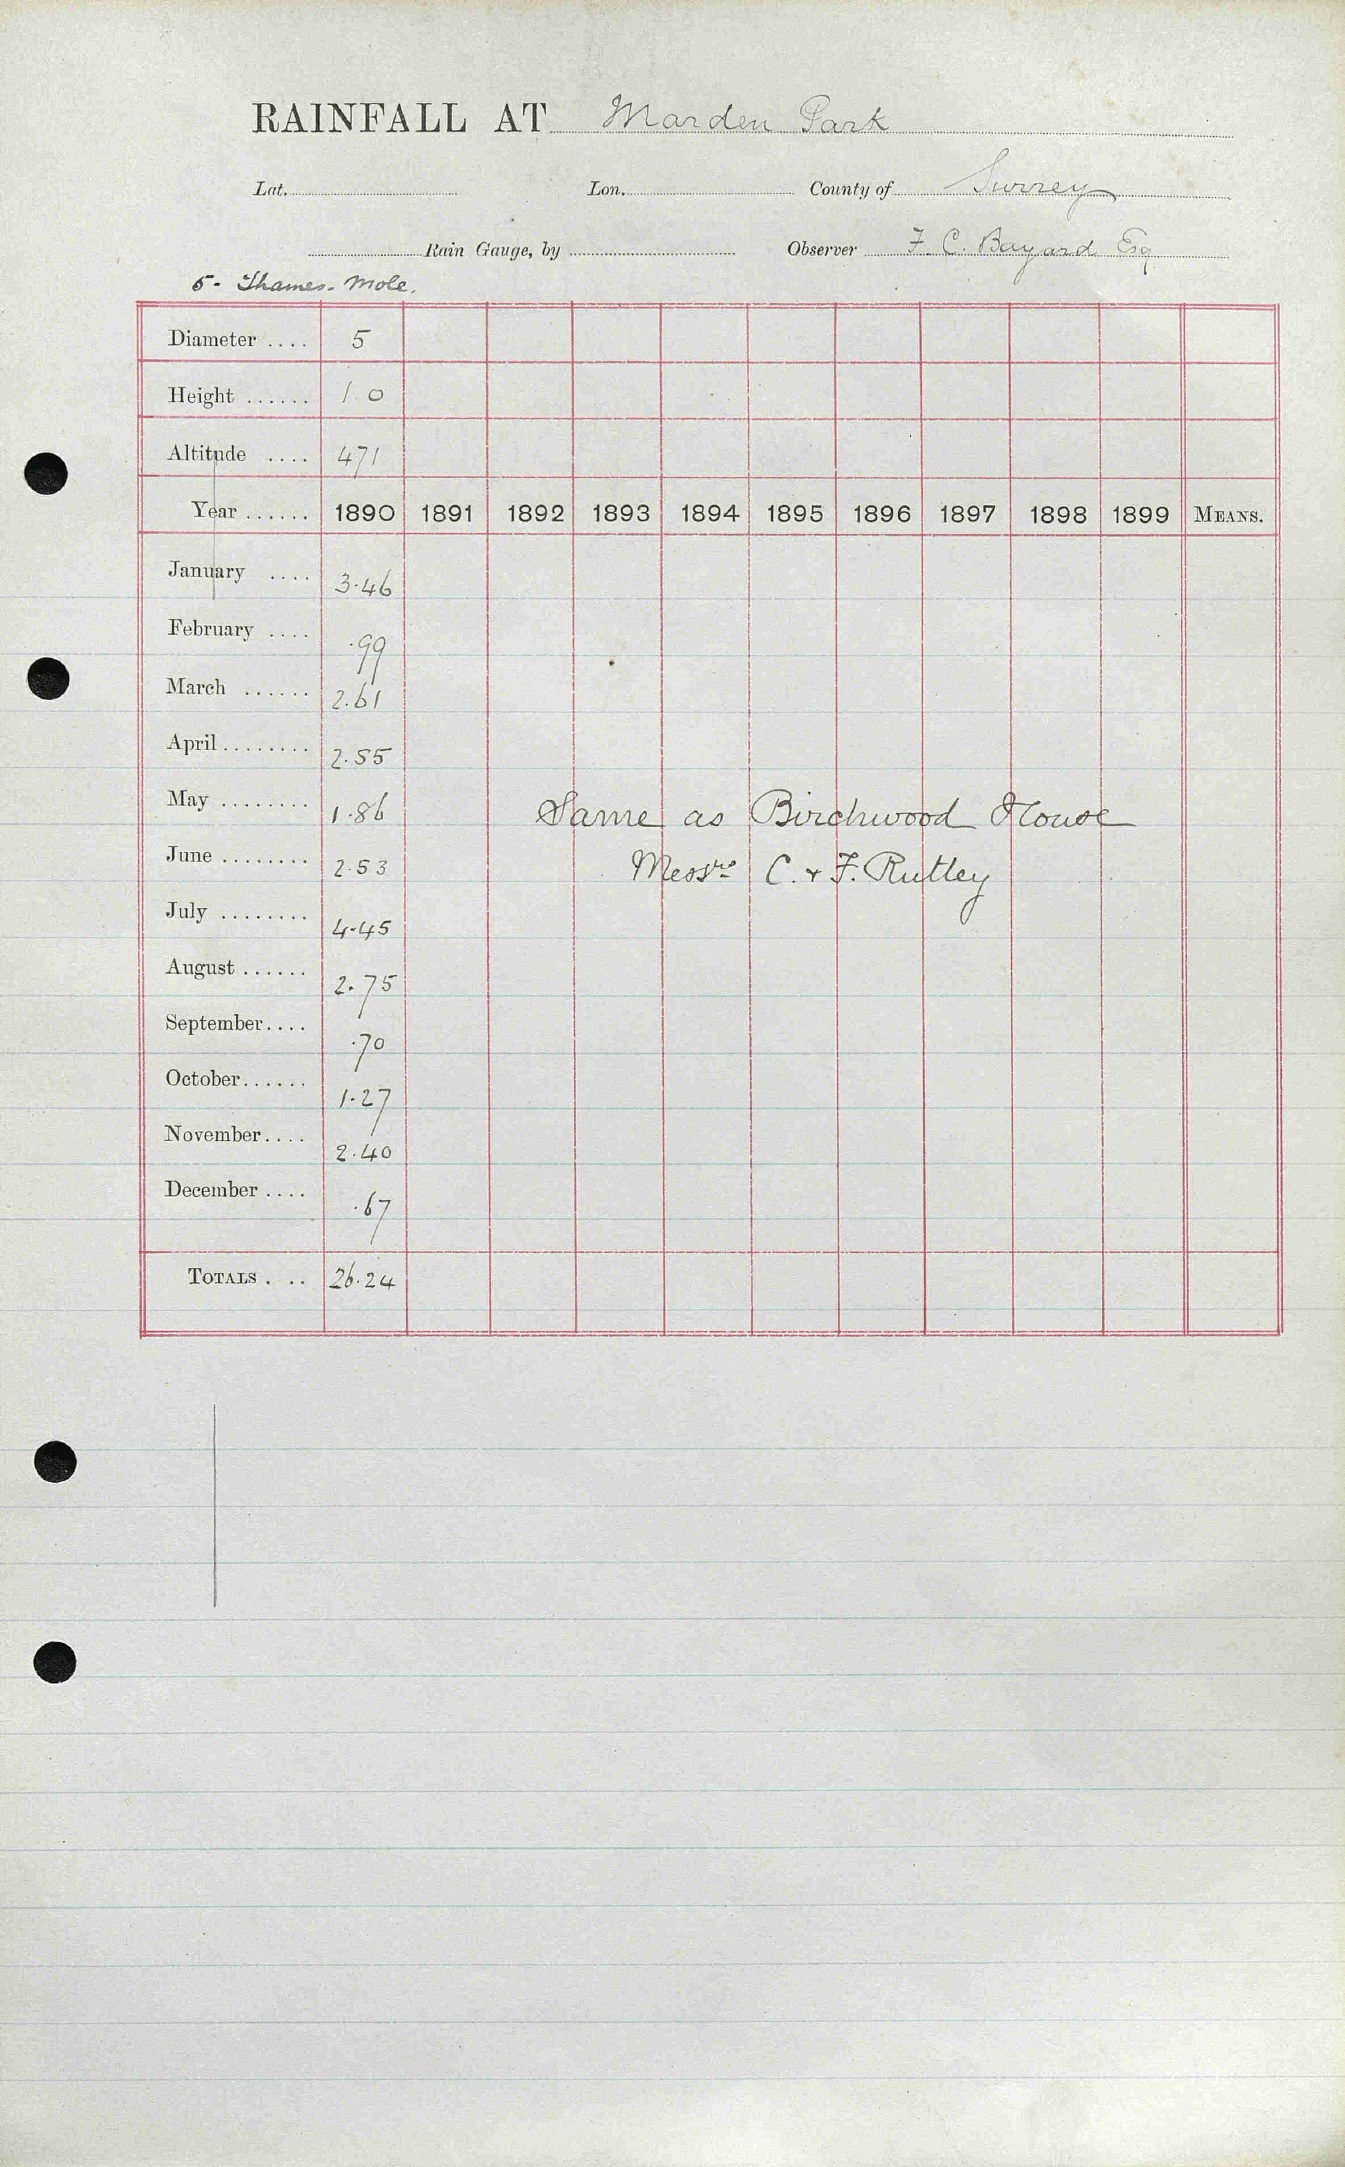 RAINFALL AT Marden Park
Lat. Lon. County of Surrey
Rain Gauge, by Observer F. C. Bayard Esq
5- Thames- Mole.
Diameter .... 5
Height ...... 1 0
Altitude .... 471
Year ...... 1890 1891 1892 1893 1894 1895 1896 1897 1898 1899 MEANS.
January .... 3.46
February .... .99
March ...... 2.61
April ........ 2.55
May ........ 1.86 Same as Birchwood House
June ........ 2.53 Messrs C. & F. Rutley
July ........ 4.45
August ...... 2.75
September .... .70
October ...... 1.27
November .... 2.40
December .... .67
TOTALS . .. 26.24